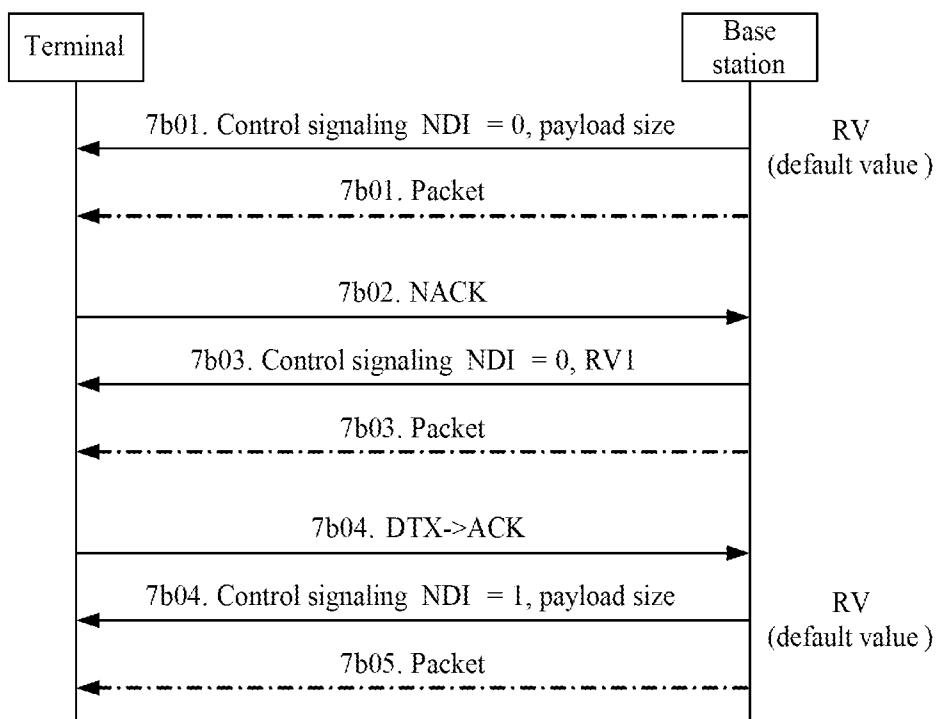 Terminal
Base
station
7b01. Control signaling NDI = 0, payload size
RV
(default value )
7b01. Packet
7b02. NACK
7b03. Control signaling NDI = 0, RV1
7b03. Packet
7b04. DTX->ACK
7b04. Control signaling NDI = 1, payload size
RV
(default value )
7b05. Packet